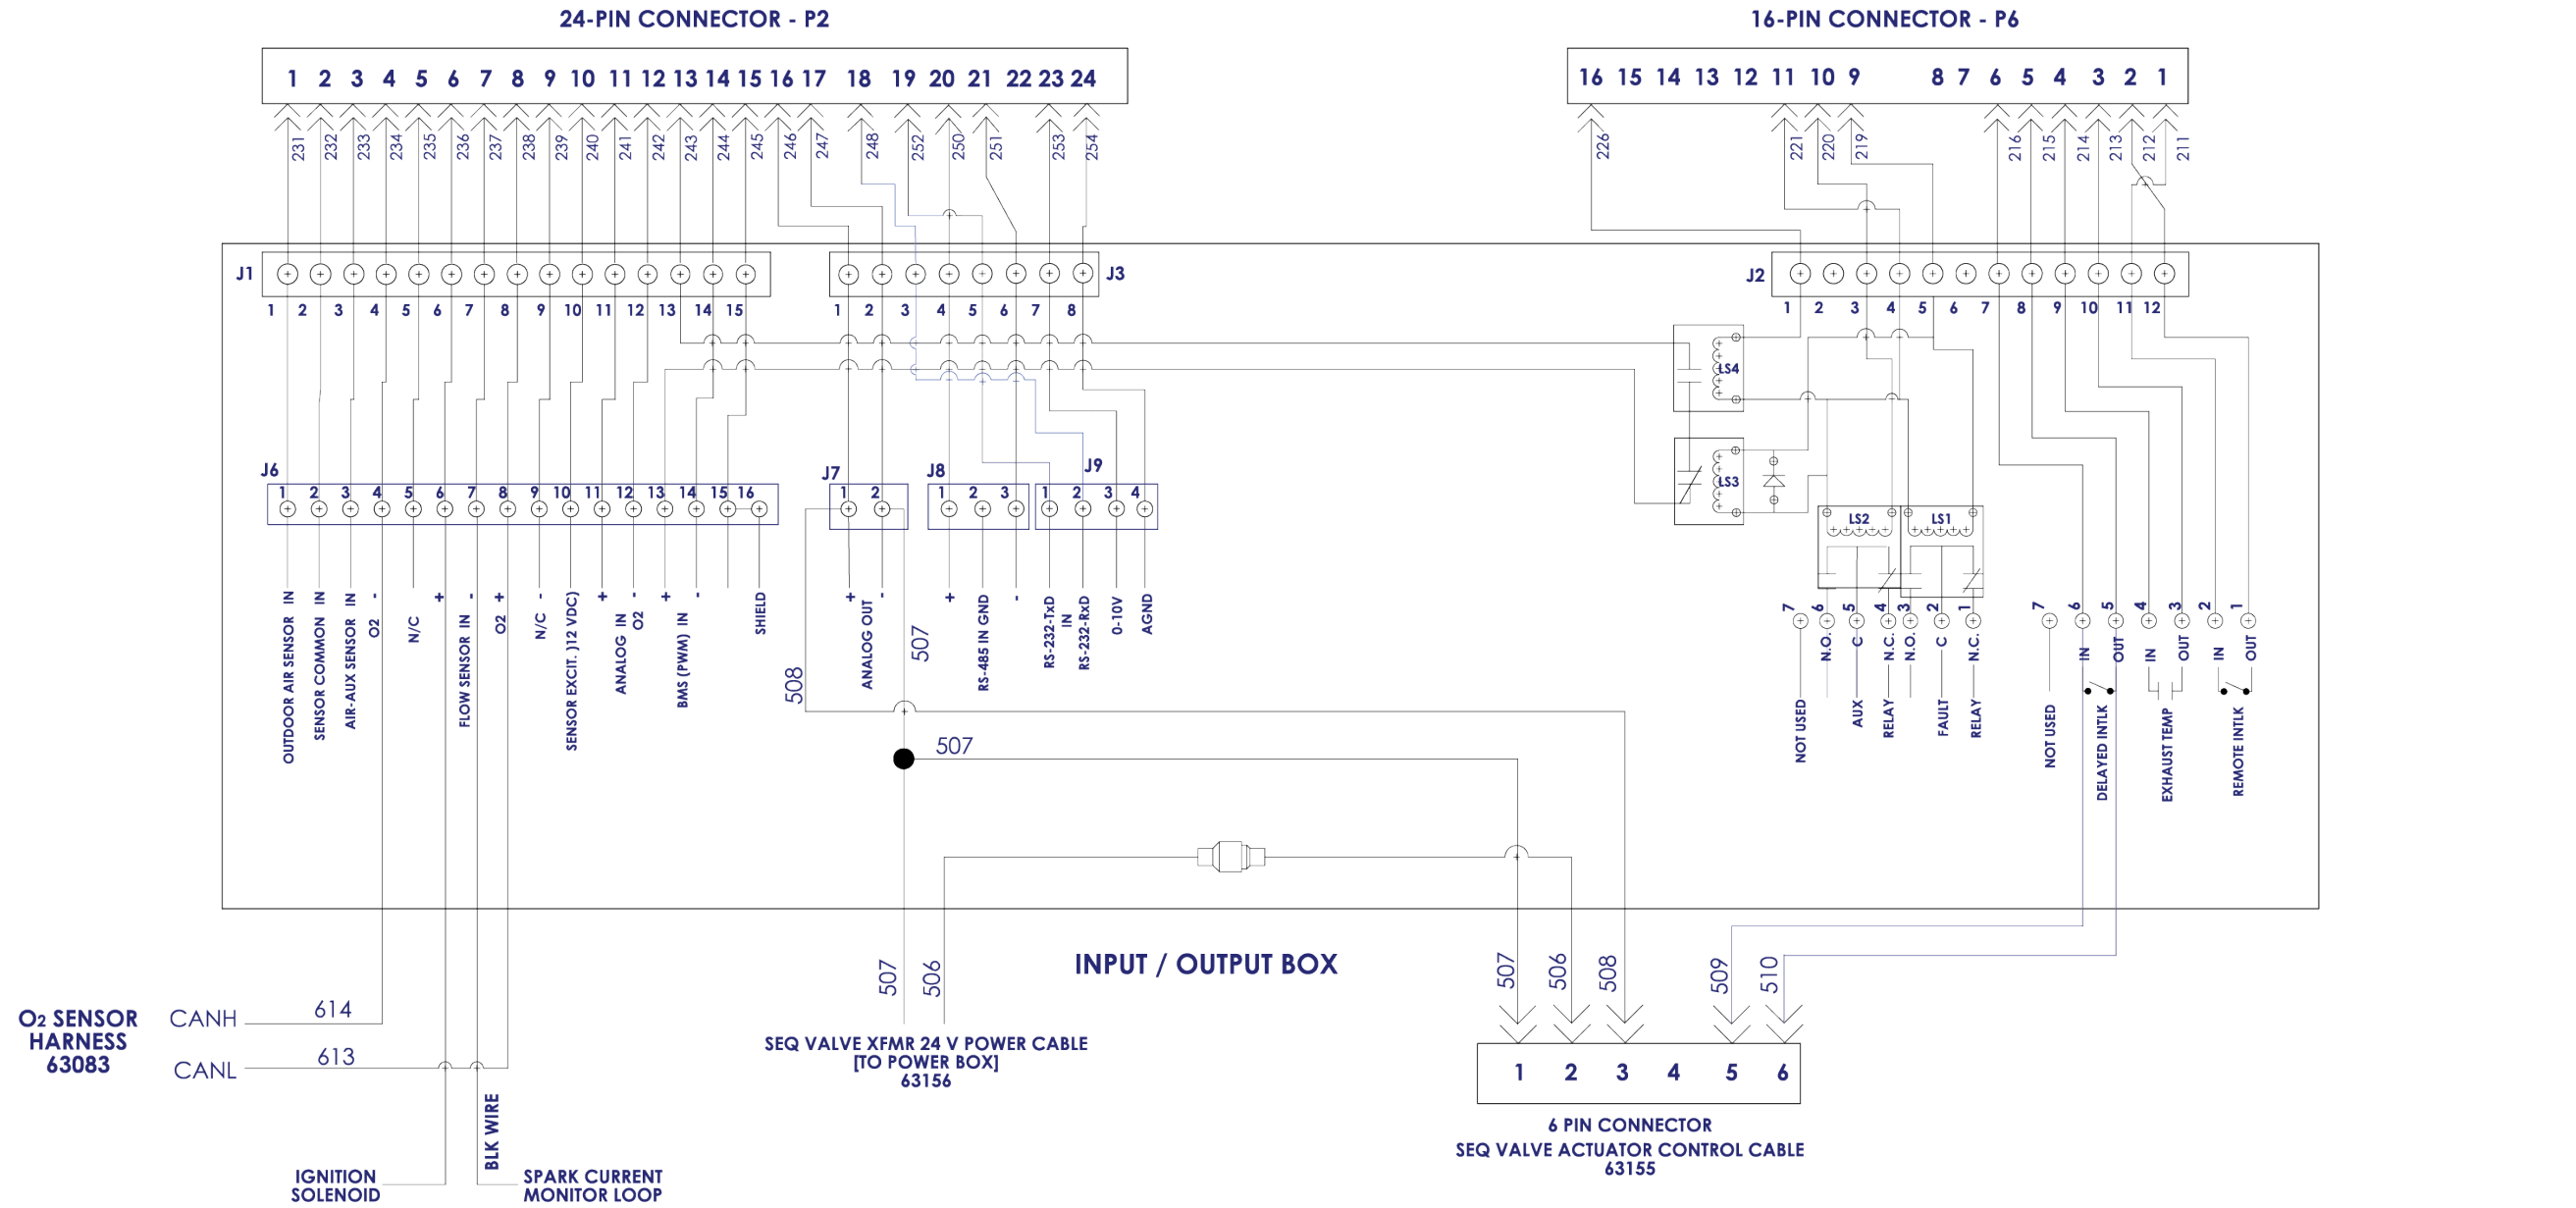 24-PIN CONNECTOR - P2
16-PIN CONNECTOR - P6
1 2 3 4 5 6 7 8 9 10 11 12 13 14 15 16 17 18 19 20 21 22 23 24
16 15 14 13 12 11 10 9 8 7 6 5 4 3 2 1
231 232 233 234 235 236 237 238 239 240 241 242 243 244 245 246 247 248 252 250 251 253 254
226 221 220 219 216 215 214 213 212 211
J1
J3
J2
1 2 3 4 5 6 7 8 9 10 11 12 13 14 15
1 2 3 4 5 6 7 8
1 2 3 4 5 6 7 8 9 10 11 12
LS4
LS3
LS2 LS1
J6
J7
J8
J9
1 2 3 4 5 6 7 8 9 10 11 12 13 14 15 16
1 2
1 2 3
1 2 3 4
OUTDOOR AIR SENSOR IN
SENSOR COMMON IN
AIR-AUX SENSOR IN
O2 -
N/C
+
FLOW SENSOR IN -
O2 +
N/C -
SENSOR EXCIT. )12 VDC)
+
ANALOG IN
O2 -
+
BMS (PWM) IN -
SHIELD
+
ANALOG OUT -
+
RS-485 IN GND
-
RS-232-TxD
IN
RS-232-RxD
0-10V
AGND
508
507
7 6 5 4 3 2 1
N.O. C N.C. N.O. C N.C.
NOT USED
AUX
RELAY
FAULT
RELAY
7 6 5 4 3 2 1
IN OUT IN OUT IN OUT
NOT USED
DELAYED INTLK
EXHAUST TEMP
REMOTE INTLK
507
INPUT / OUTPUT BOX
507 506
507 506 508 509 510
O2 SENSOR
HARNESS
63083
CANH 614
CANL 613
SEQ VALVE XFMR 24 V POWER CABLE
[TO POWER BOX]
63156
1 2 3 4 5 6
6 PIN CONNECTOR
SEQ VALVE ACTUATOR CONTROL CABLE
63155
BLK WIRE
IGNITION
SOLENOID
SPARK CURRENT
MONITOR LOOP